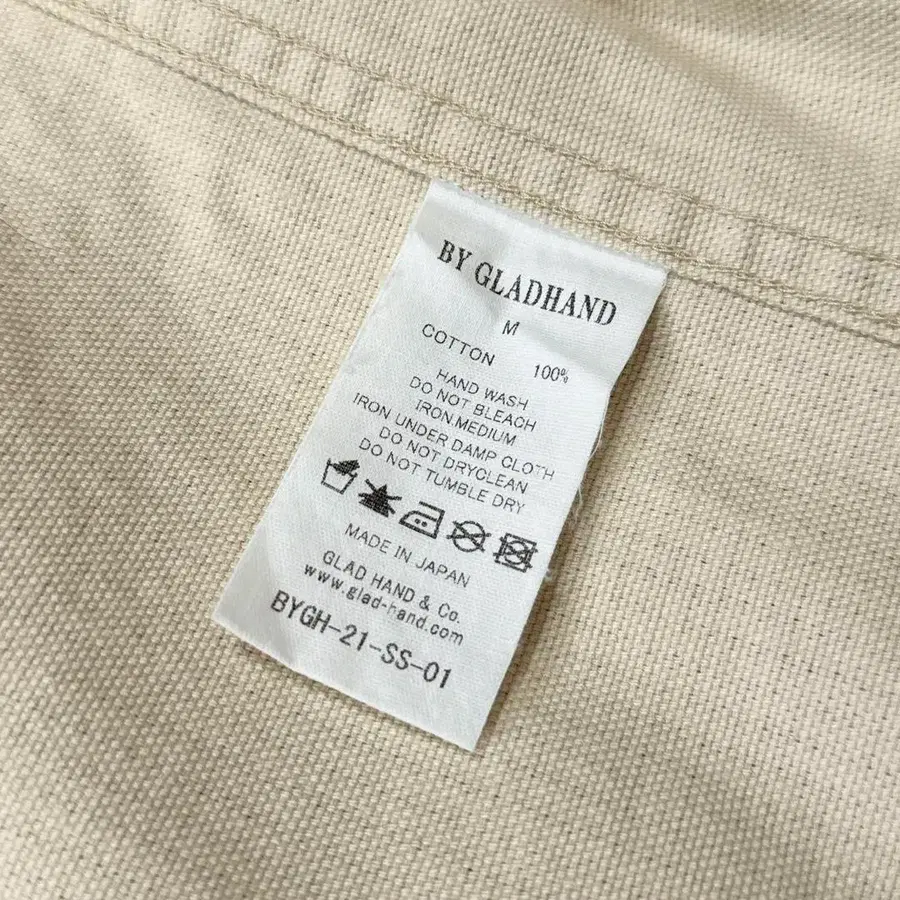 BY GLADHAND
M
COTTON 100%
HAND WASH
DO NOT BLEACH
IRON.MEDIUM
IRON UNDER DAMP CLOTH
DO NOT DRYCLEAN
DO NOT TUMBLE DRY
MADE IN JAPAN
GLAD HAND & Co.
www.glad-hand.com
BYGH-21-SS-01